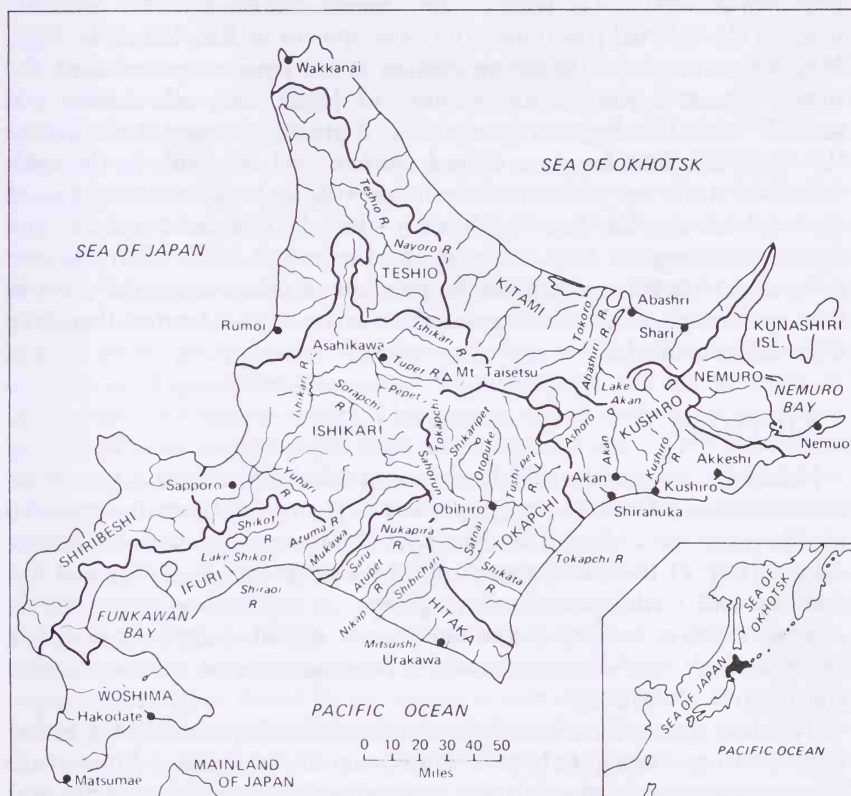 Wakkanai
SEA OF OKHOTSK
SEA OF JAPAN
Teshio R
Nayoro R
TESHIO
KITAMI
Rumoi
Asahikawa
Ishikari R
Tupei R
Mt. Taisetsu
Pepet
Sorapchi
R
Ishikari R
ISHIKARI
Tokoro
Abashiri R
R
Abashri
Shari
KUNASHIRI
ISL.
NEMURO
NEMURO
BAY
Nemuo
Lake
Akan
KUSHIRO
Ashoro
Akan
Kushiro
Akkeshi
Akan
Kushiro
Shiranuka
Sahorun
Tokapchi
Shikaripet
Otopuke
Tushipet
R
Obihiro
Satnai
TOKAPCHI
Tokapchi R
Sapporo
Yubari
R
SHIRIBESHI
Shikot
R
Lake Shikot
Azuma R
Mukawa
Saru
Atupet
R
Nukapira
R
Nikap
Shibichari
Shikata
R
HITAKA
IFURI
Shiraoi
R
FUNKAWAN
BAY
Mitsuishi
Urakawa
WOSHIMA
Hakodate
Matsumae
MAINLAND
OF JAPAN
PACIFIC OCEAN
0 10 20 30 40 50
Miles
SEA OF
OKHOTSK
SEA OF JAPAN
PACIFIC OCEAN